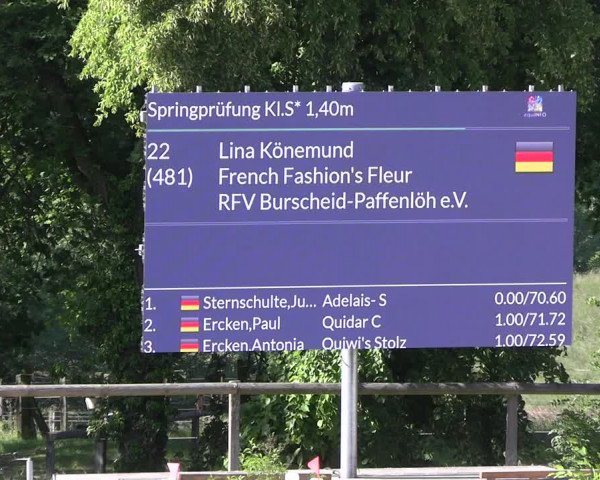 Springprüfung Kl.S* 1,40m
equiNFO
22 Lina Könemund
(481) French Fashion's Fleur
RFV Burscheid-Paffenlöh e.V.
1. Sternschulte,Ju... Adelais- S 0.00/70.60
2. Ercken,Paul Quidar C 1.00/71.72
3. Ercken,Antonia Quiwi's Stolz 1.00/72.59